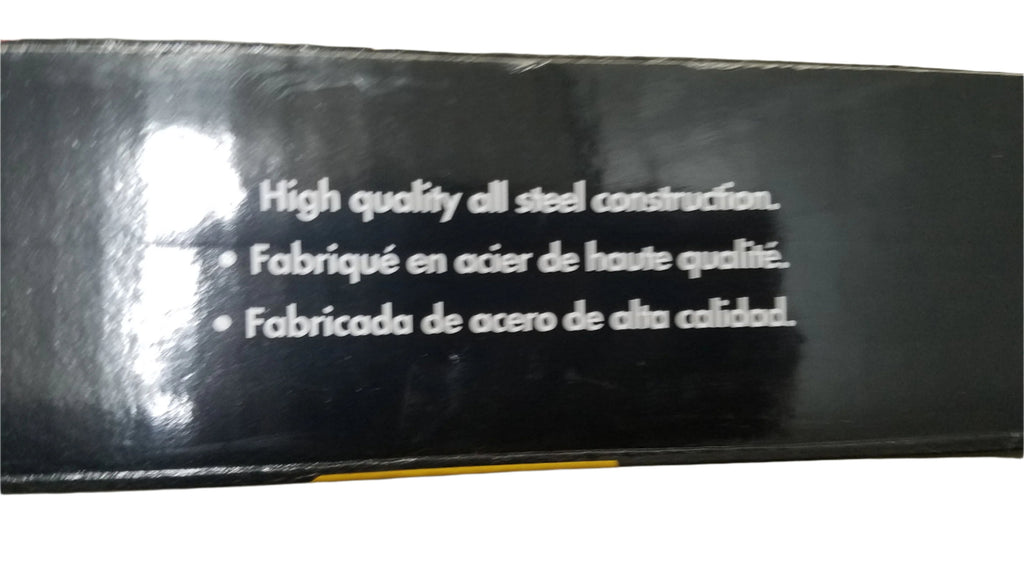 High quality all steel construction.
• Fabriqué en acier de haute qualité.
• Fabricada de acero de alta calidad.